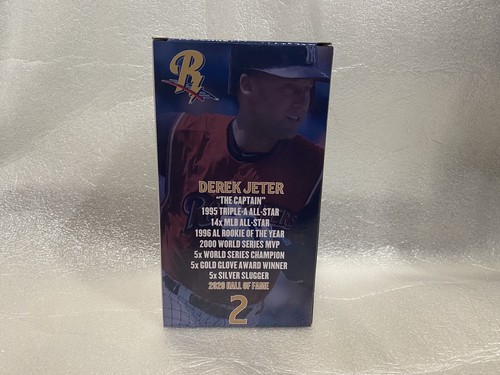 R
DEREK JETER
"THE CAPTAIN"
1995 TRIPLE-A ALL-STAR
14x MLB ALL-STAR
1996 AL ROOKIE OF THE YEAR
2000 WORLD SERIES MVP
5x WORLD SERIES CHAMPION
5x GOLD GLOVE AWARD WINNER
5x SILVER SLUGGER
2020 HALL OF FAME
2